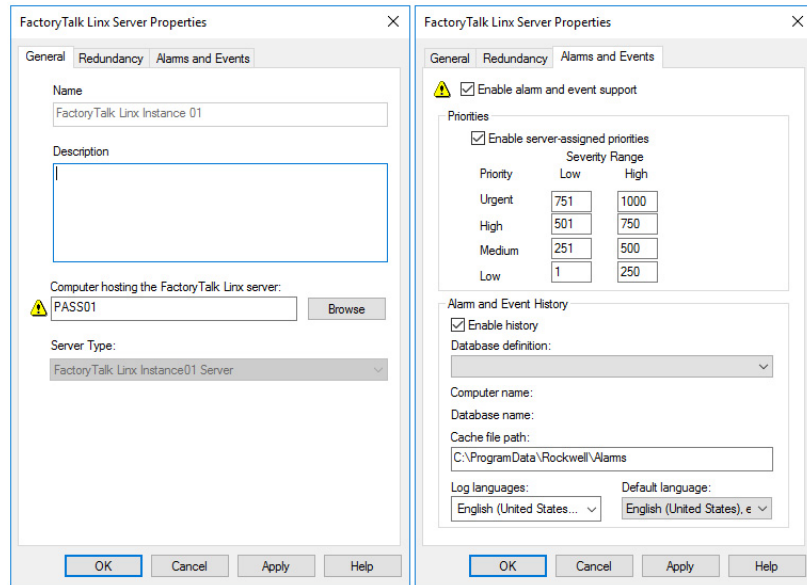 FactoryTalk Linx Server Properties
General Redundancy Alarms and Events
Name
FactoryTalk Linx Instance 01
Description
Computer hosting the FactoryTalk Linx server:
PASS01 Browse
Server Type:
FactoryTalk Linx Instance01 Server
OK Cancel Apply Help
FactoryTalk Linx Server Properties
General Redundancy Alarms and Events
Enable alarm and event support
Priorities
Enable server-assigned priorities
Severity Range
Priority Low High
Urgent 751 1000
High 501 750
Medium 251 500
Low 1 250
Alarm and Event History
Enable history
Database definition:
Computer name:
Database name:
Cache file path:
C:\ProgramData\Rockwell\Alarms
Log languages: Default language:
English (United States... English (United States), e
OK Cancel Apply Help